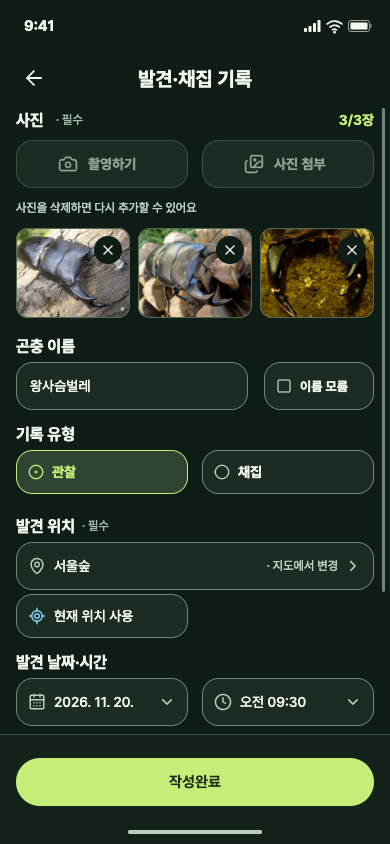 9:41
발견·채집 기록
사진 · 필수 3/3장
촬영하기 사진 첨부
사진을 삭제하면 다시 추가할 수 있어요
곤충 이름
왕사슴벌레 이름 모름
기록 유형
관찰 채집
발견 위치 · 필수
서울숲 · 지도에서 변경
현재 위치 사용
발견 날짜·시간
2026. 11. 20. 오전 09:30
작성완료